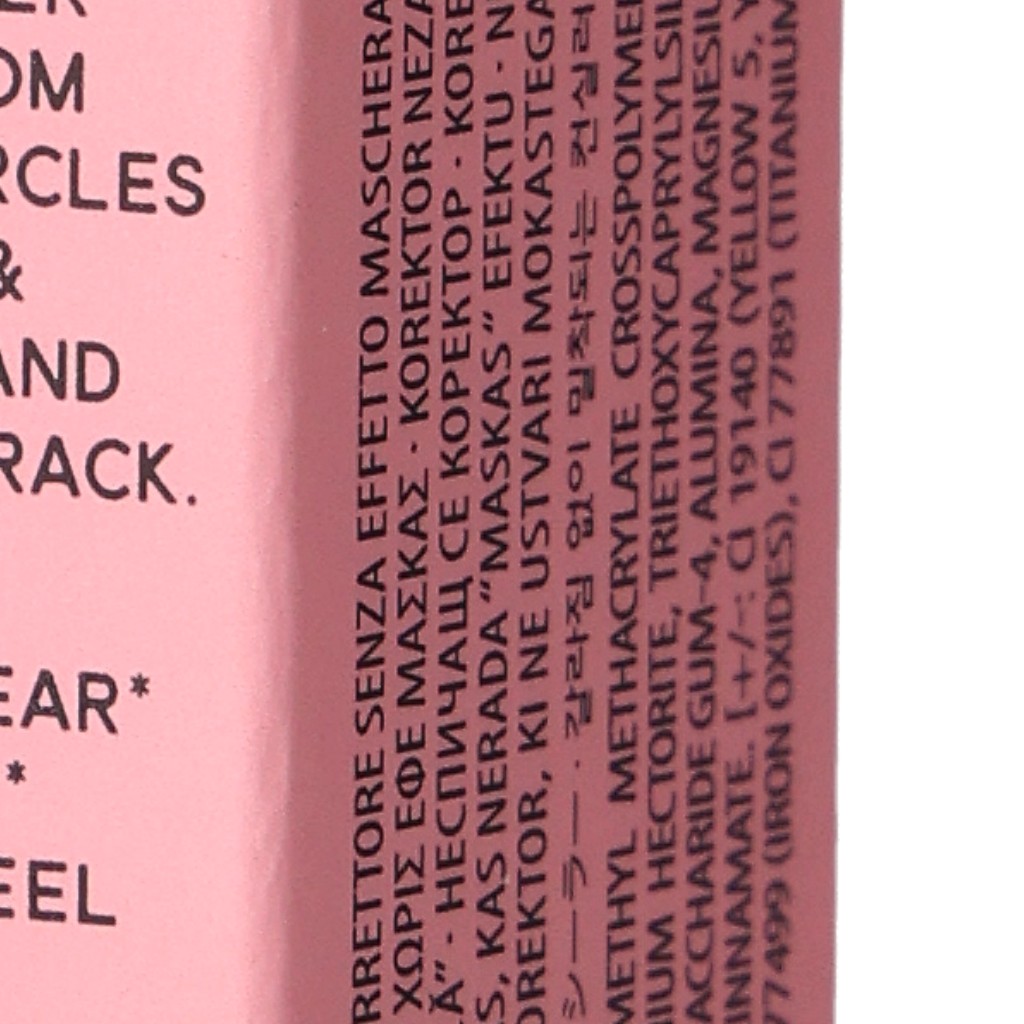 OM
RCLES
&
AND
RACK.
EAR*
*
EEL
RRETTORE SENZA EFFETTO MASCHERA
ΧΩΡΙΣ ΕΦΕ ΜΑΣΚΑΣ · KOREKTOR NEZA
Ă” · НЕСПИЧАЩ СЕ КОРЕКТОР · KORE
S, KAS NERADA “MASKAS” EFEKTU · N
OREKTOR, KI NE USTVARI MOKASTEGA
シーラー · 갈라짐 없이 밀착되는 컨실러
METHYL METHACRYLATE CROSSPOLYMER
IUM HECTORITE, TRIETHOXYCAPRYLYLSIL
ACCHARIDE GUM-4, ALUMINA, MAGNESIU
INNAMATE. [+/-: CI 19140 (YELLOW 5, Y
77499 (IRON OXIDES), CI 77891 (TITANIUM